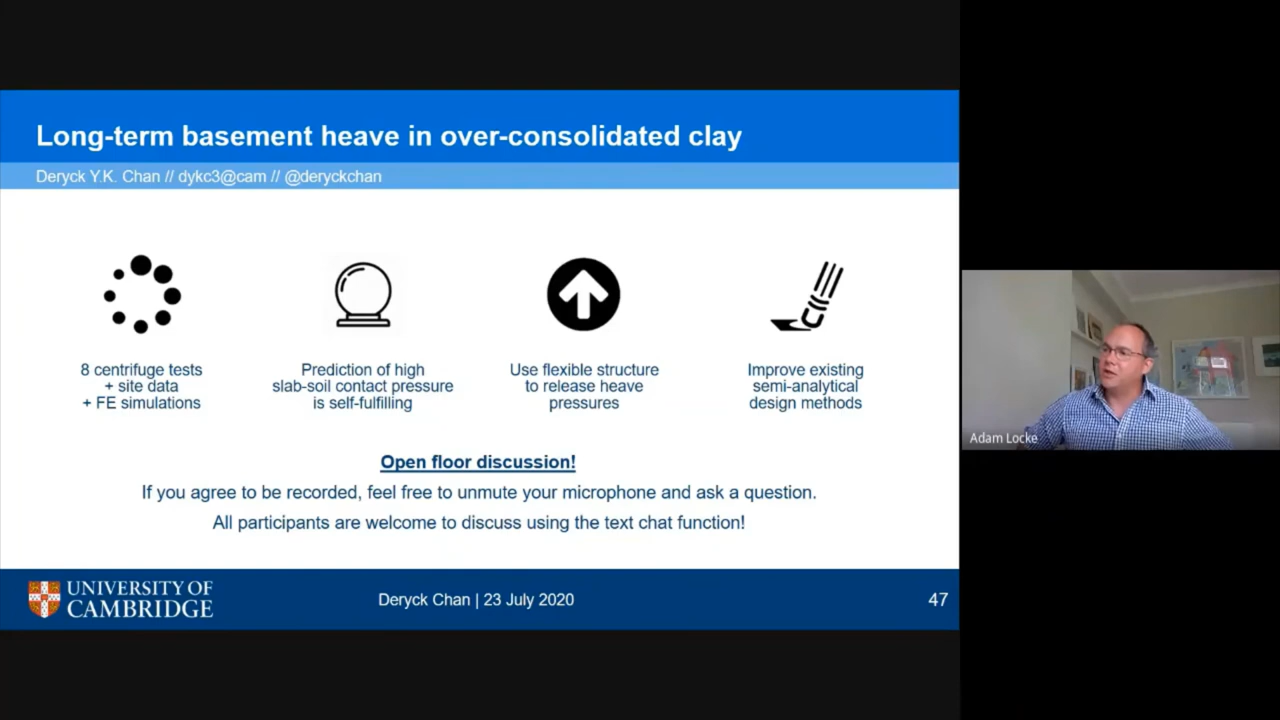 Long-term basement heave in over-consolidated clay
Deryck Y.K. Chan // dykc3@cam // @deryckchan
8 centrifuge tests
+ site data
+ FE simulations
Prediction of high
slab-soil contact pressure
is self-fulfilling
Use flexible structure
to release heave
pressures
Improve existing
semi-analytical
design methods
Open floor discussion!
If you agree to be recorded, feel free to unmute your microphone and ask a question.
All participants are welcome to discuss using the text chat function!
UNIVERSITY OF
CAMBRIDGE
Deryck Chan | 23 July 2020
47
Adam Locke